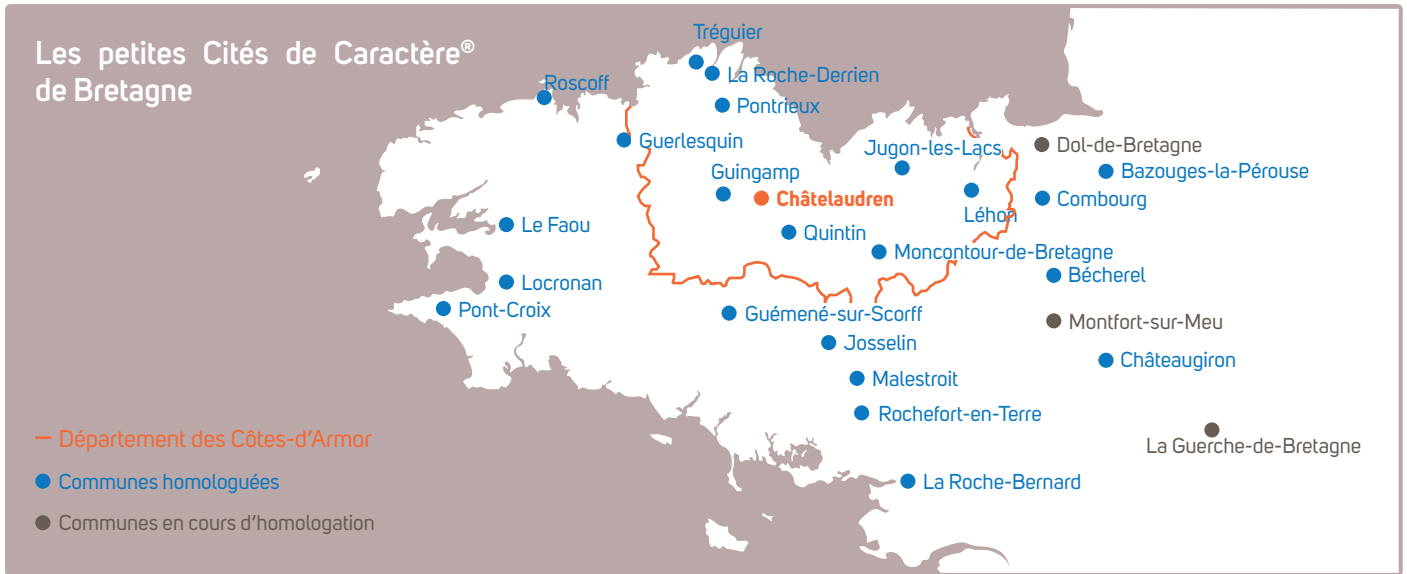 Les petites Cités de Caractère®
de Bretagne
Tréguier
La Roche-Derrien
Roscoff
Pontrieux
Guerlesquin
Dol-de-Bretagne
Jugon-les-Lacs
Bazouges-la-Pérouse
Guingamp
Châtelaudren
Combourg
Léhon
Le Faou
Quintin
Moncontour-de-Bretagne
Bécherel
Locronan
Pont-Croix
Guémené-sur-Scorff
Montfort-sur-Meu
Josselin
Châteaugiron
Malestroit
Rochefort-en-Terre
Département des Côtes-d'Armor
La Guerche-de-Bretagne
Communes homologuées
La Roche-Bernard
Communes en cours d'homologation